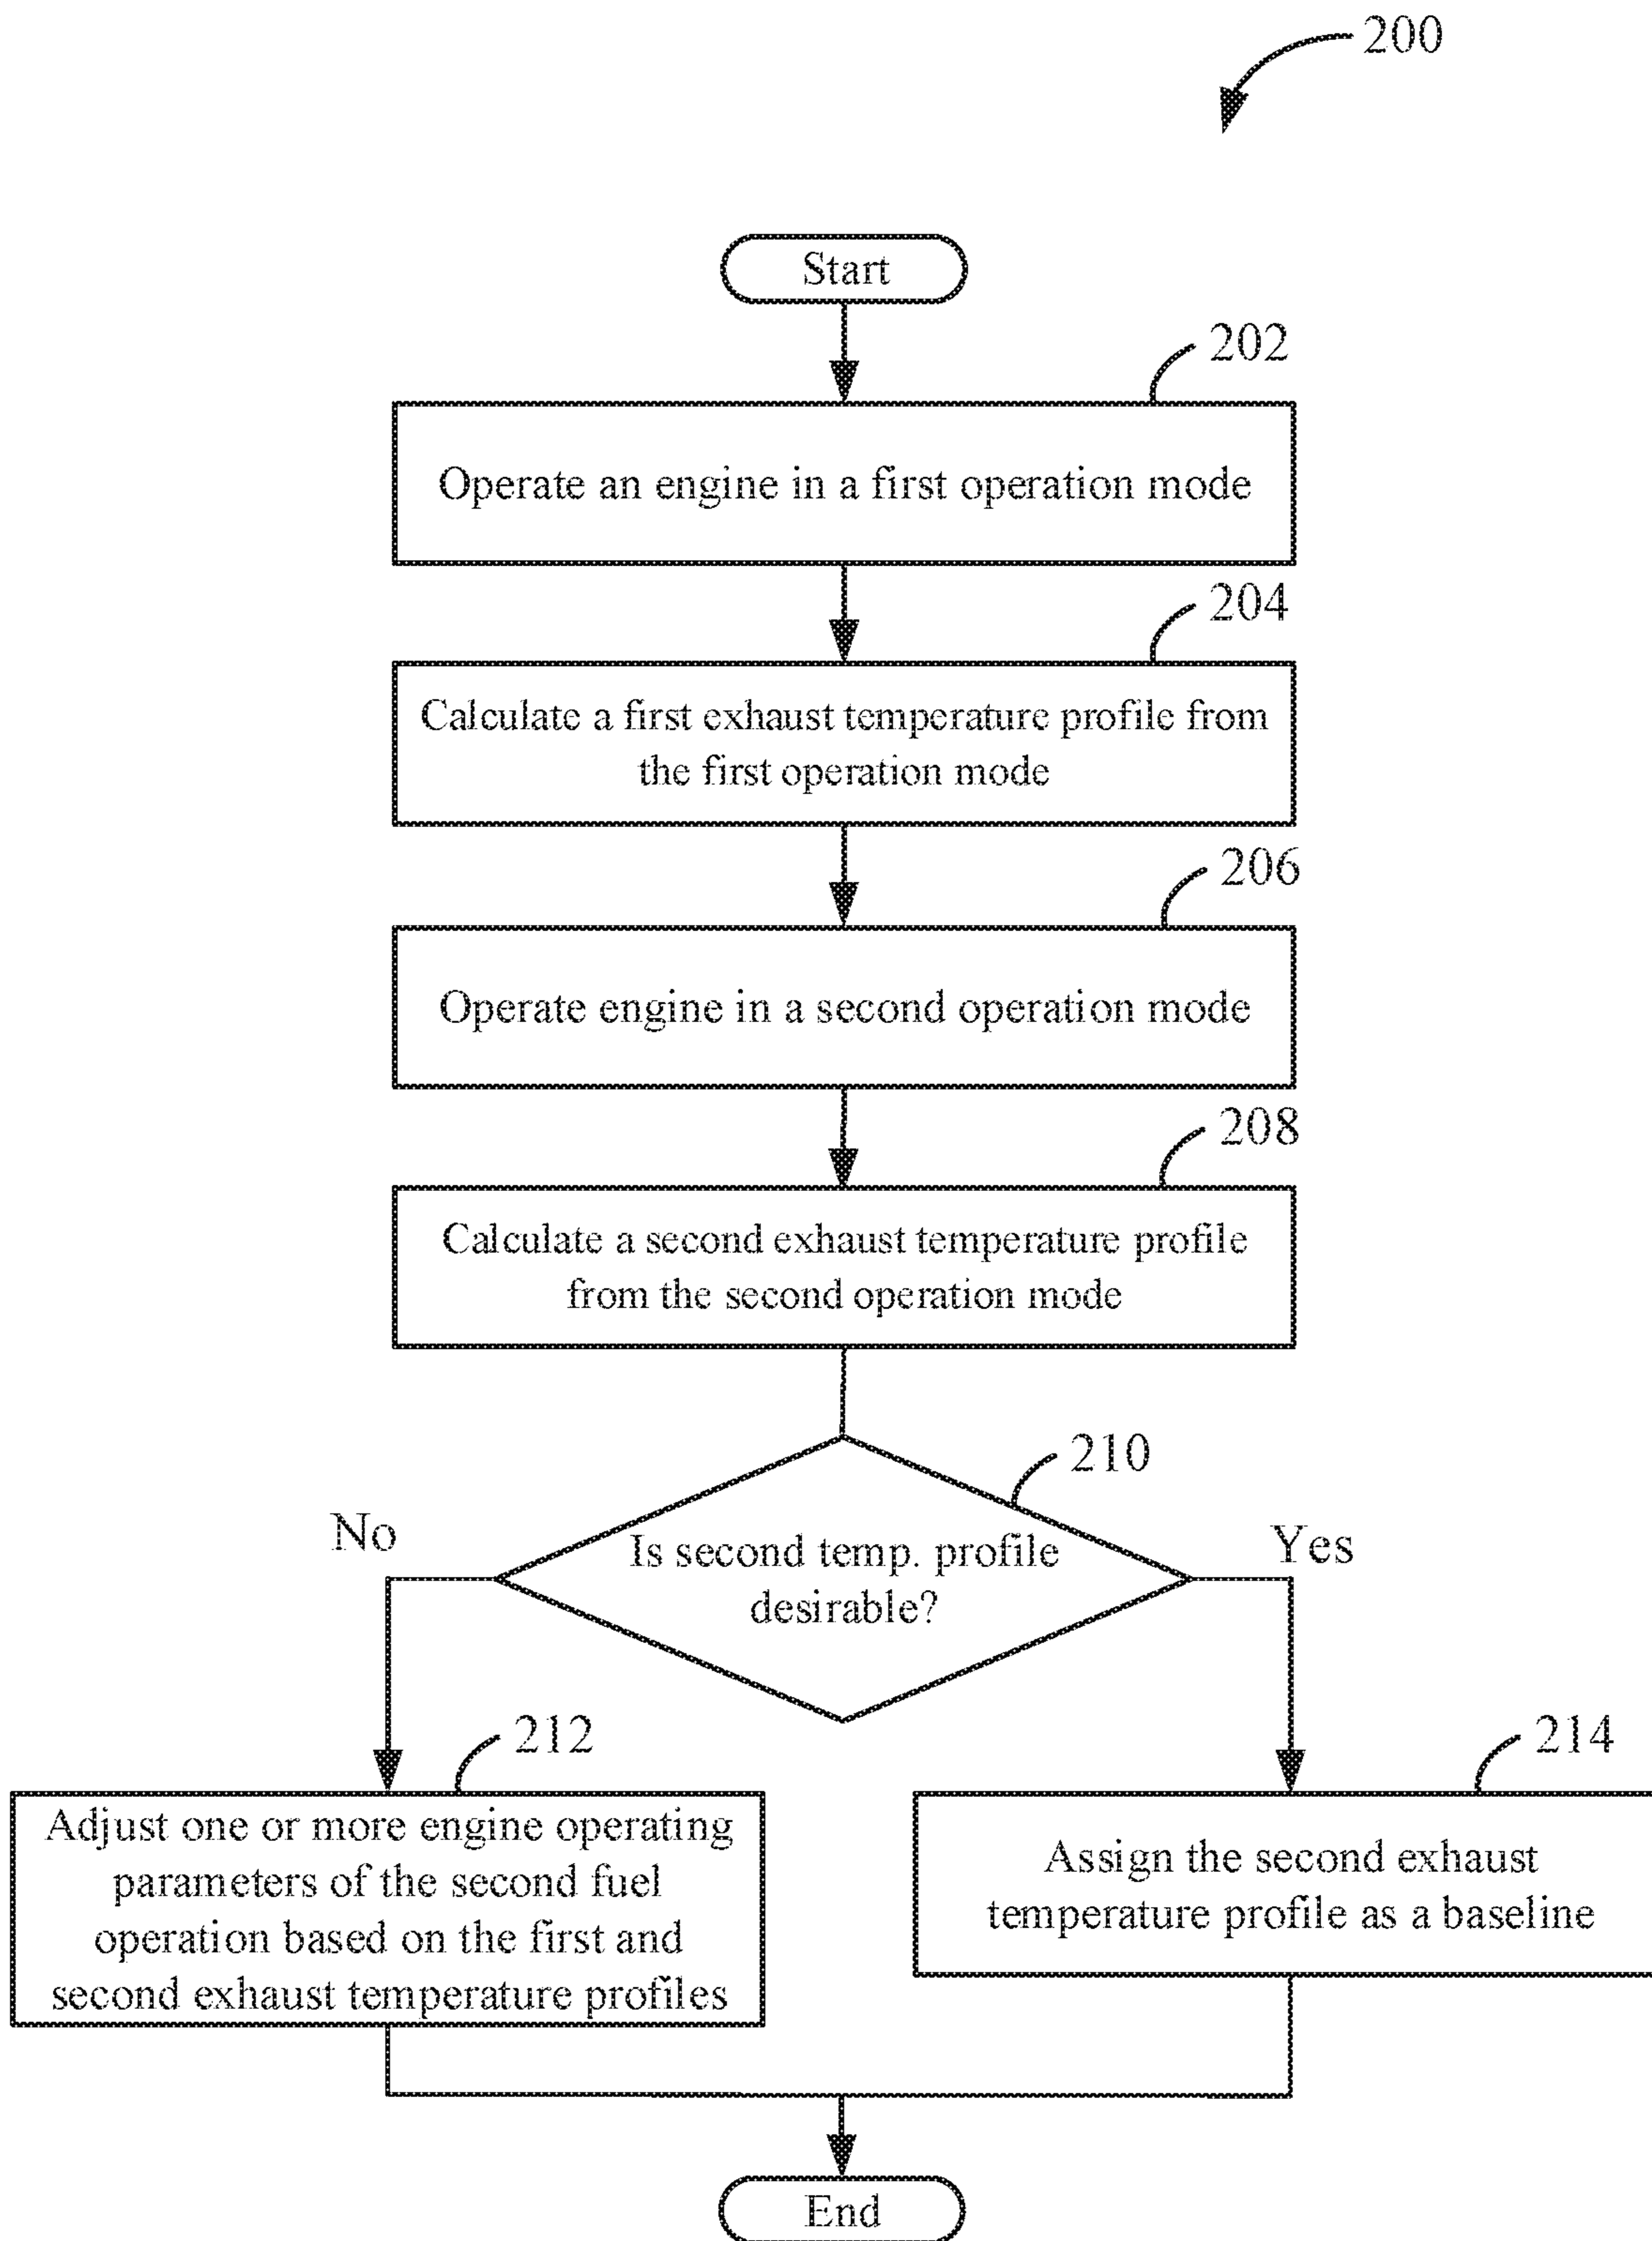 200
Start
202
Operate an engine in a first operation mode
204
Calculate a first exhaust temperature profile from
the first operation mode
206
Operate engine in a second operation mode
208
Calculate a second exhaust temperature profile
from the second operation mode
210
No
Is second temp. profile
desirable?
Yes
212
Adjust one or more engine operating
parameters of the second fuel
operation based on the first and
second exhaust temperature profiles
214
Assign the second exhaust
temperature profile as a baseline
End